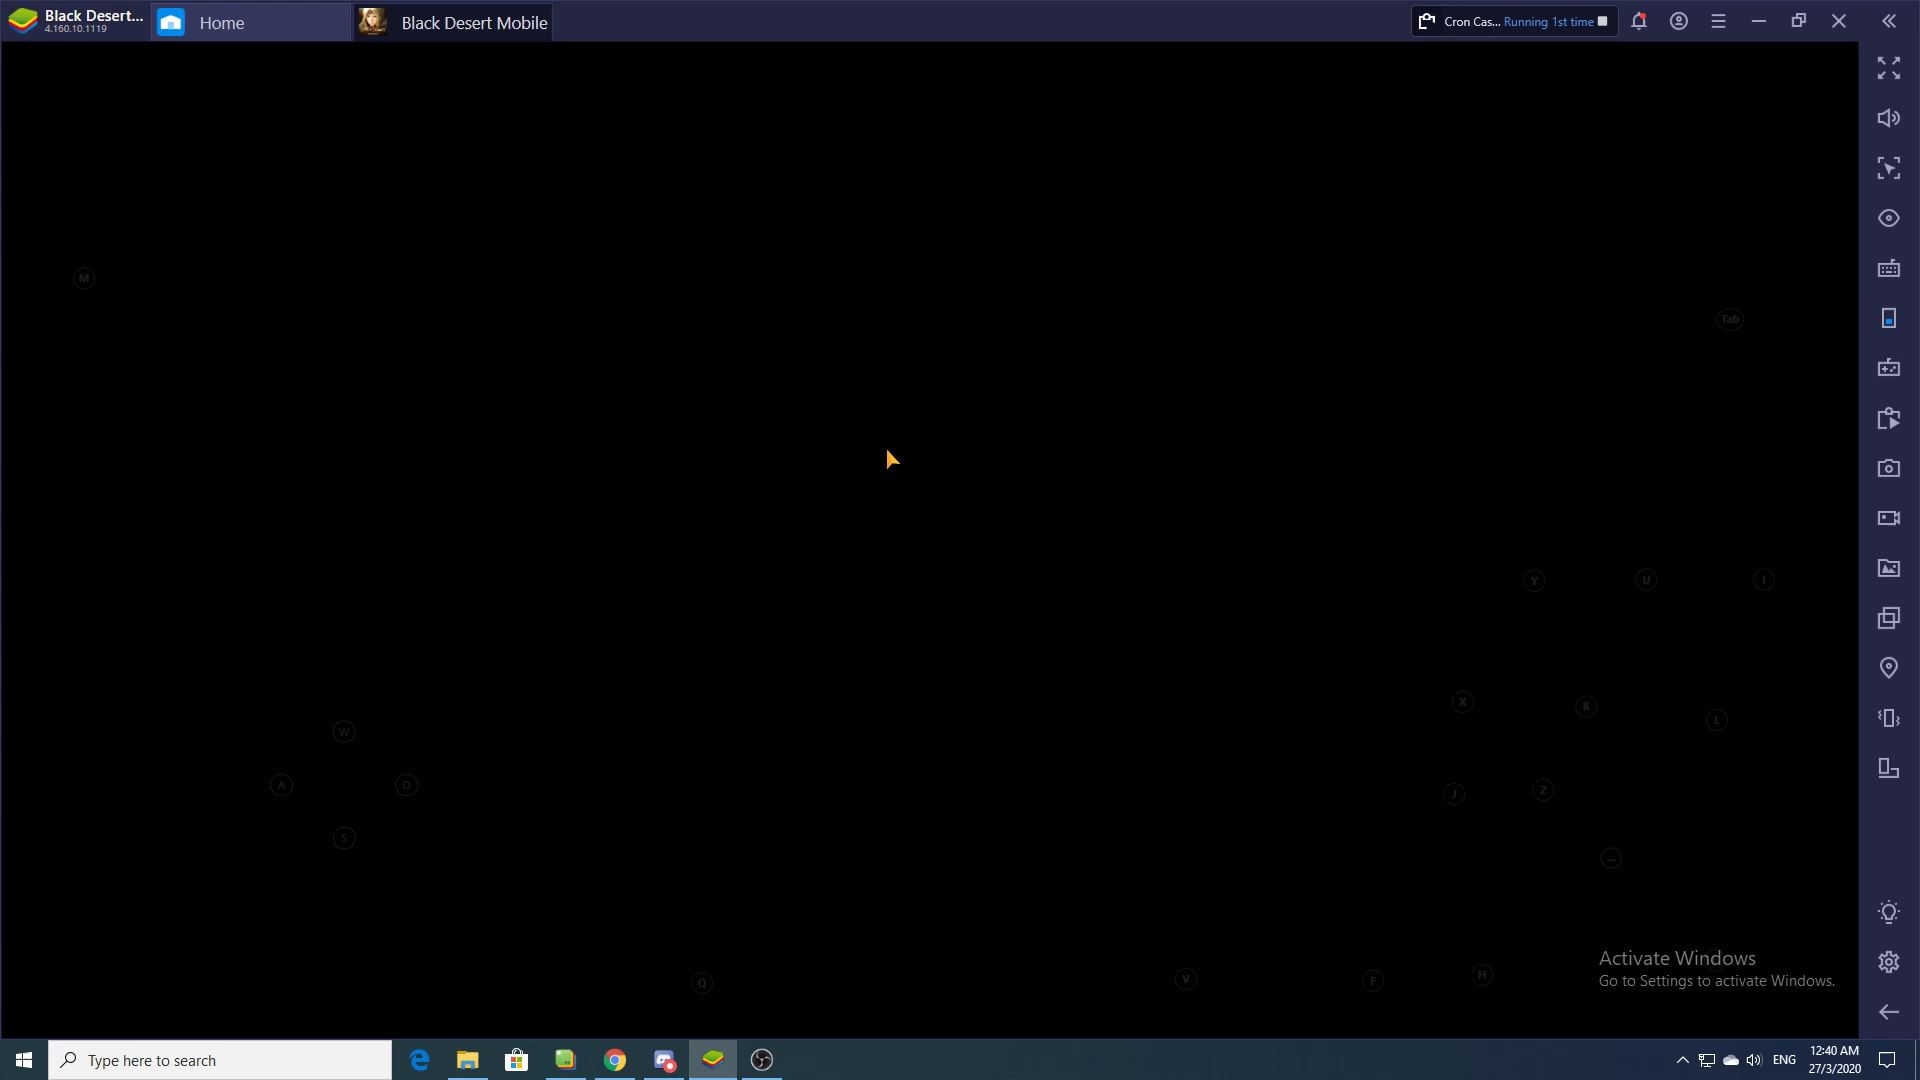 Black Desert...
4.160.10.1119
Home
Black Desert Mobile
Cron Cas... Running 1st time
M
Tab
Y
U
I
X
K
L
W
A
D
S
J
Z
Q
V
F
H
Activate Windows
Go to Settings to activate Windows.
Type here to search
ENG
12:40 AM
27/3/2020